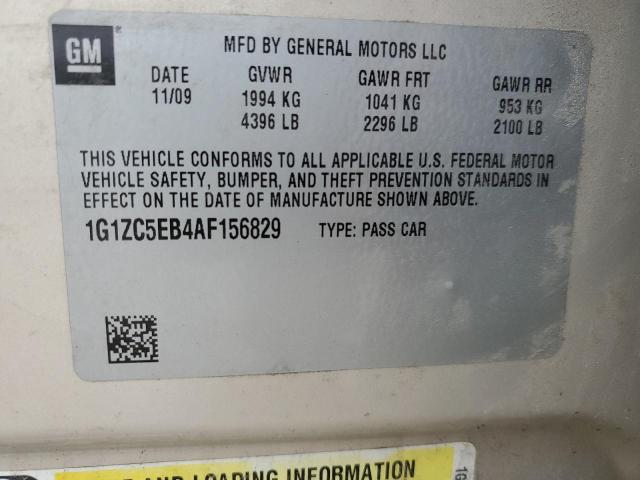 GM
MFD BY GENERAL MOTORS LLC
DATE GVWR GAWR FRT GAWR RR
11/09 1994 KG 1041 KG 953 KG
4396 LB 2296 LB 2100 LB
THIS VEHICLE CONFORMS TO ALL APPLICABLE U.S. FEDERAL MOTOR
VEHICLE SAFETY, BUMPER, AND THEFT PREVENTION STANDARDS IN
EFFECT ON THE DATE OF MANUFACTURE SHOWN ABOVE.
1G1ZC5EB4AF156829 TYPE: PASS CAR
AND LOADING INFORMATION